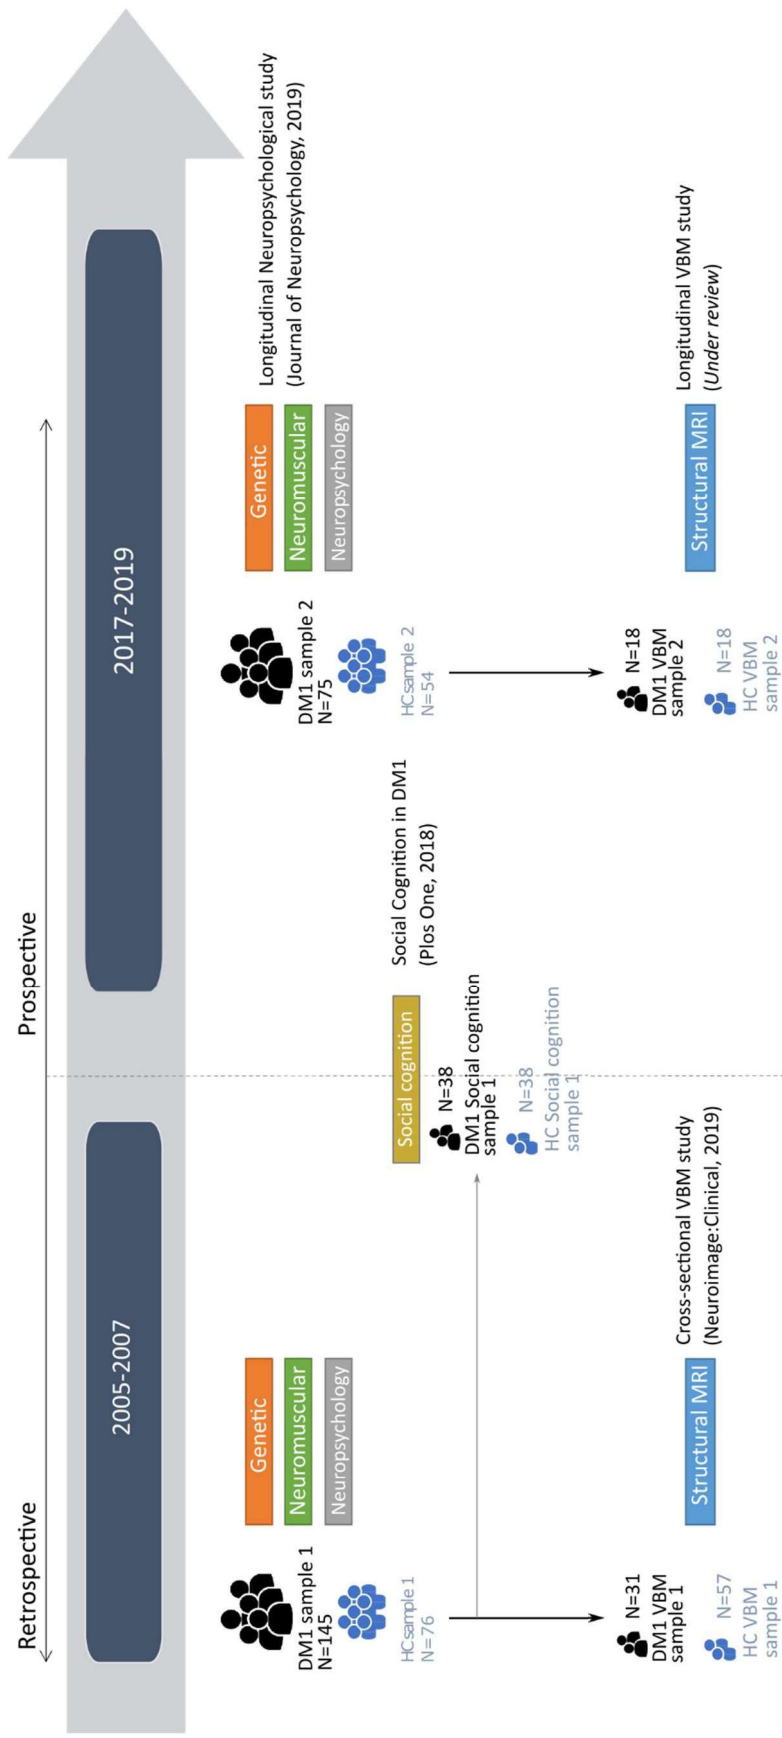 Retrospective
Prospective
2005-2007
2017-2019
DM1 sample 1
N=145
HC sample 1
N=76
Genetic
Neuromuscular
Neuropsychology
DM1 sample 2
N=75
HC sample 2
N=54
Genetic
Neuromuscular
Neuropsychology
Longitudinal Neuropsychological study
(Journal of Neuropsychology, 2019)
Social cognition
N=38
DM1 Social cognition
sample 1
N=38
HC Social cognition
sample 1
Social Cognition in DM1
(Plos One, 2018)
N=31
DM1 VBM
sample 1
N=57
HC VBM
sample 1
Structural MRI
Cross-sectional VBM study
(Neuroimage:Clinical, 2019)
N=18
DM1 VBM
sample 2
N=18
HC VBM
sample 2
Structural MRI
Longitudinal VBM study
(Under review)